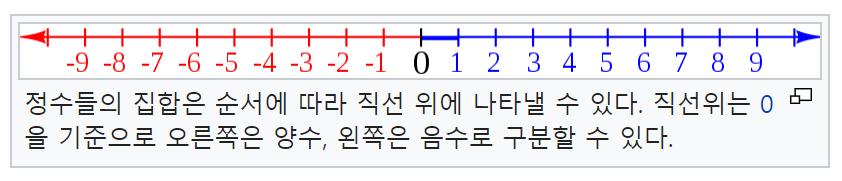 -9 -8 -7 -6 -5 -4 -3 -2 -1 0 1 2 3 4 5 6 7 8 9
정수들의 집합은 순서에 따라 직선 위에 나타낼 수 있다. 직선위는 0
을 기준으로 오른쪽은 양수, 왼쪽은 음수로 구분할 수 있다.